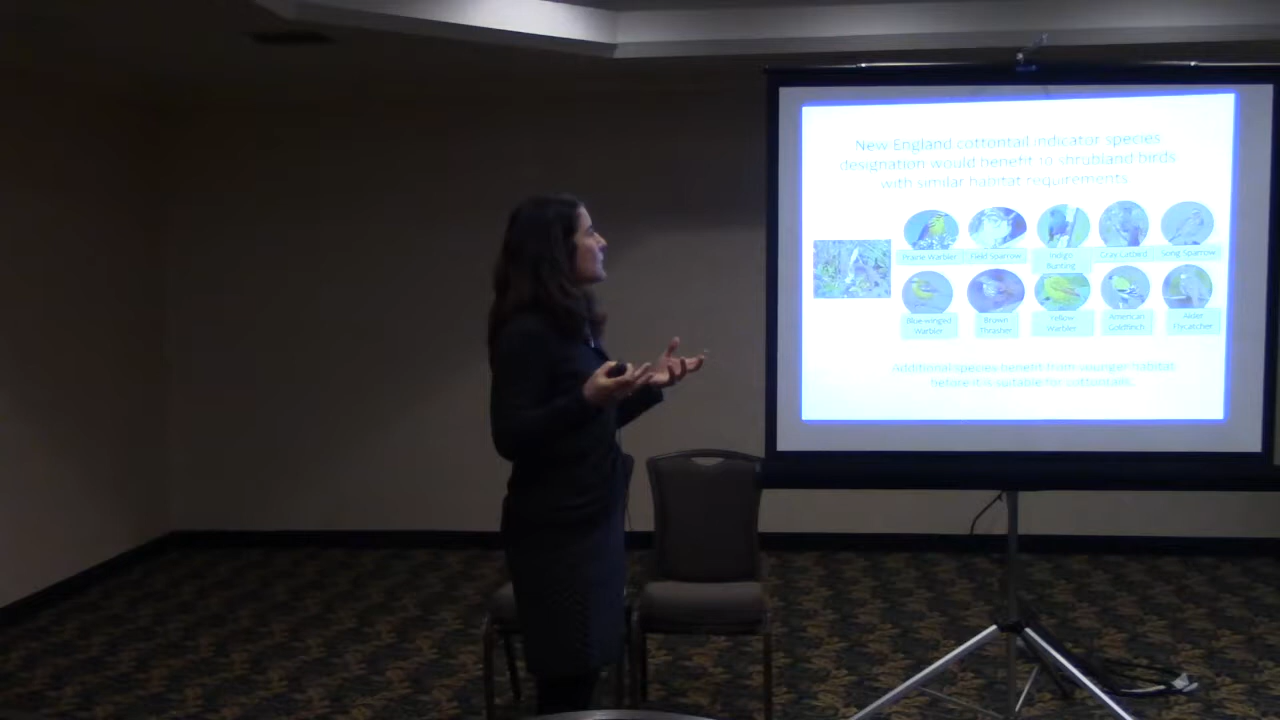 New England cottontail indicator species
designation would benefit 10 shrubland birds
with similar habitat requirements
Prairie Warbler Field Sparrow Indigo Bunting Gray Catbird Song Sparrow
Blue-winged Warbler Brown Thrasher Yellow Warbler American Goldfinch Alder Flycatcher
Additional species benefit from younger habitat
before it is suitable for cottontails.